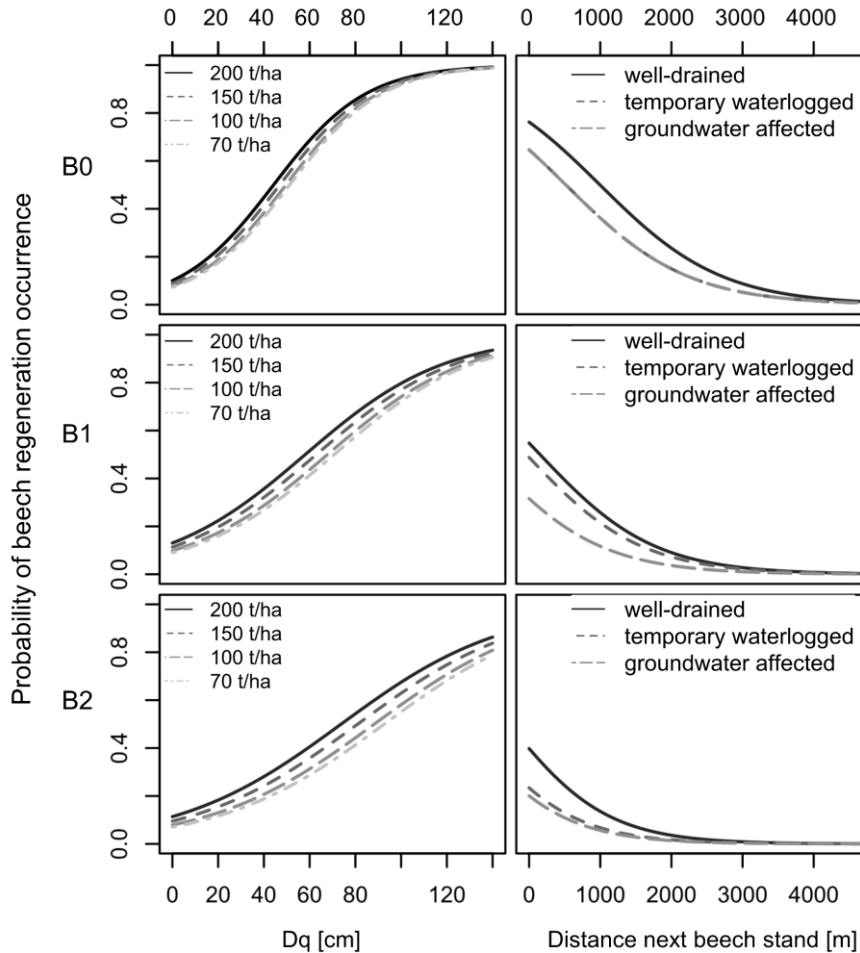 0 40 80 120
0 1000 2000 3000 4000
Probability of beech regeneration occurrence
B0
0.8
0.4
0.0
200 t/ha
150 t/ha
100 t/ha
70 t/ha
well-drained
temporary waterlogged
groundwater affected
B1
0.8
0.4
0.0
200 t/ha
150 t/ha
100 t/ha
70 t/ha
well-drained
temporary waterlogged
groundwater affected
B2
0.8
0.4
0.0
200 t/ha
150 t/ha
100 t/ha
70 t/ha
well-drained
temporary waterlogged
groundwater affected
0 20 40 60 80 120
0 1000 2000 3000 4000
Dq [cm]
Distance next beech stand [m]